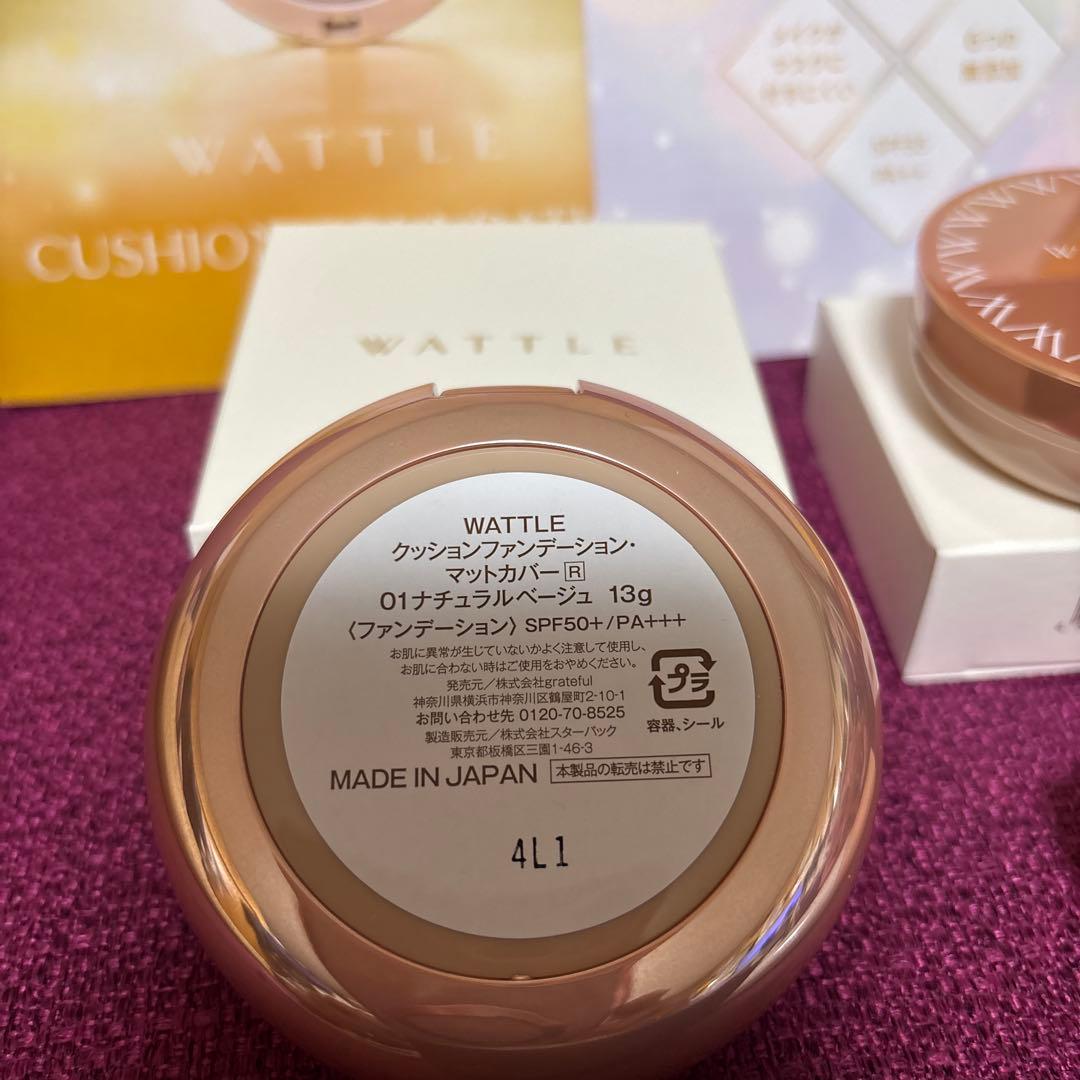 WATTLE
CUSHION
WATTLE
WATTLE
クッションファンデーション・
マットカバー R
01ナチュラルベージュ 13g
〈ファンデーション〉 SPF50+/PA+++
お肌に異常が生じていないかよく注意して使用し、
お肌に合わない時はご使用をおやめください。
発売元／株式会社grateful
神奈川県横浜市神奈川区鶴屋町2-10-1
お問い合わせ先 0120-70-8525
製造販売元／株式会社スターバック
東京都板橋区三園1-46-3
プラ
容器、シール
MADE IN JAPAN 本製品の転売は禁止です
4L1